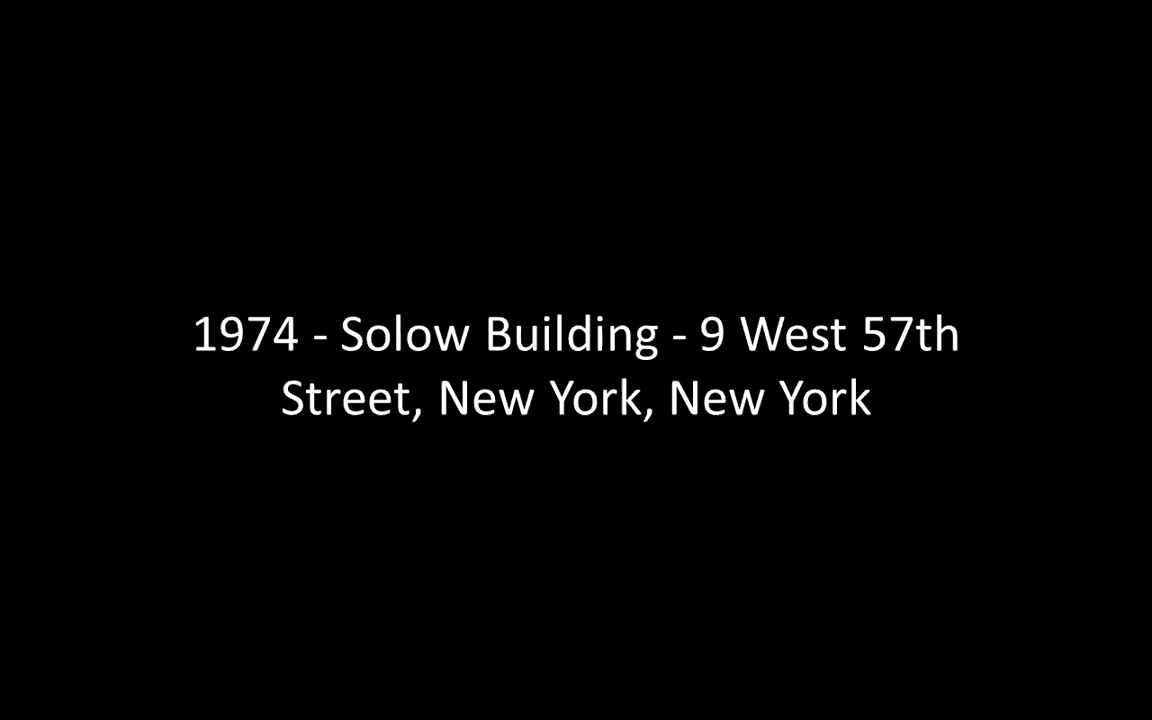 1974 - Solow Building - 9 West 57th
Street, New York, New York